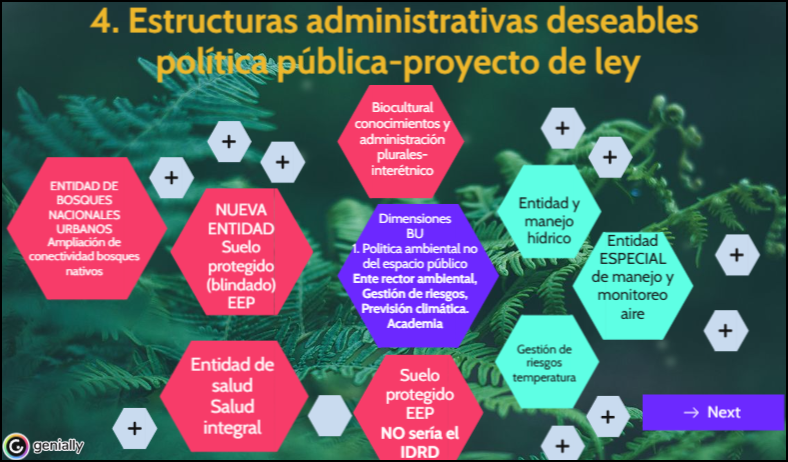 4. Estructuras administrativas deseables
política pública-proyecto de ley
Biocultural
conocimientos y
administración
plurales-
interétnico
ENTIDAD DE
BOSQUES
NACIONALES
URBANOS
Ampliación de
conectividad bosques
nativos
NUEVA
ENTIDAD
Suelo
protegido
(blindado)
EEP
Dimensiones
BU
1. Politica ambiental no
del espacio público
Ente rector ambiental,
Gestión de riesgos,
Previsión climática.
Academia
Entidad y
manejo
hídrico
Entidad
ESPECIAL
de manejo y
monitoreo
aire
Gestión de
riesgos
temperatura
Entidad de
salud
Salud
integral
Suelo
protegido
EEP
NO sería el
IDRD
+
+
+
+
+
+
+
+
+
+
→ Next
genially